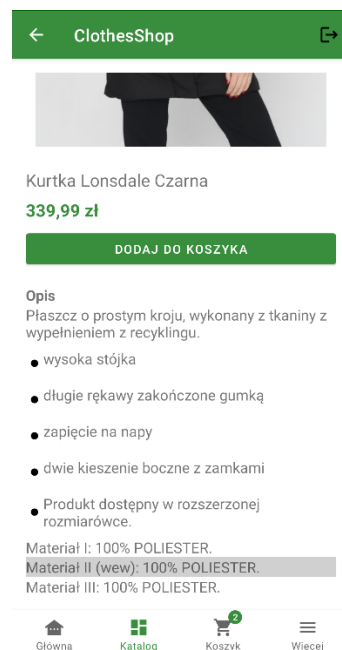 ClothesShop
Kurtka Lonsdale Czarna
339,99 zł
DODAJ DO KOSZYKA
Opis
Płaszcz o prostym kroju, wykonany z tkaniny z
wypełnieniem z recyklingu.
wysoka stójka
długie rękawy zakończone gumką
zapięcie na napy
dwie kieszenie boczne z zamkami
Produkt dostępny w rozszerzonej
rozmiarówce.
Materiał I: 100% POLIESTER.
Materiał II (wew): 100% POLIESTER.
Materiał III: 100% POLIESTER.
2
Główna Katalog Koszyk Więcej